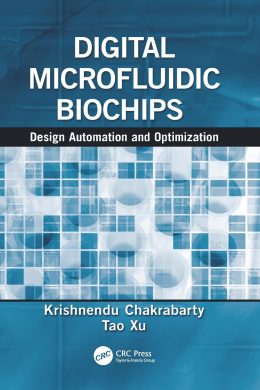 DIGITAL
MICROFLUIDIC
BIOCHIPS
Design Automation and Optimization
Krishnendu Chakrabarty
Tao Xu
CRC
CRC Press
Taylor & Francis Group